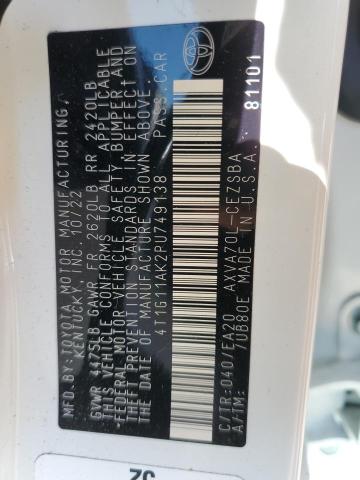 MFD.BY:TOYOTA MOTOR MANUFACTURING,
KENTUCKY, INC. 10/22
GVWR 4475LB GAWR FR 2620LB RR 2420LB
THIS VEHICLE CONFORMS TO ALL APPLICABLE
FEDERAL MOTOR VEHICLE SAFETY, BUMPER AND
THEFT PREVENTION STANDARDS IN EFFECT ON
THE DATE OF MANUFACTURE SHOWN ABOVE.
4T1G11AK2PU749138 PASS.CAR
C/TR:040/EA20 AXVA70L-CEZSBA
A/TM: /UB80E MADE IN U.S.A. 81101